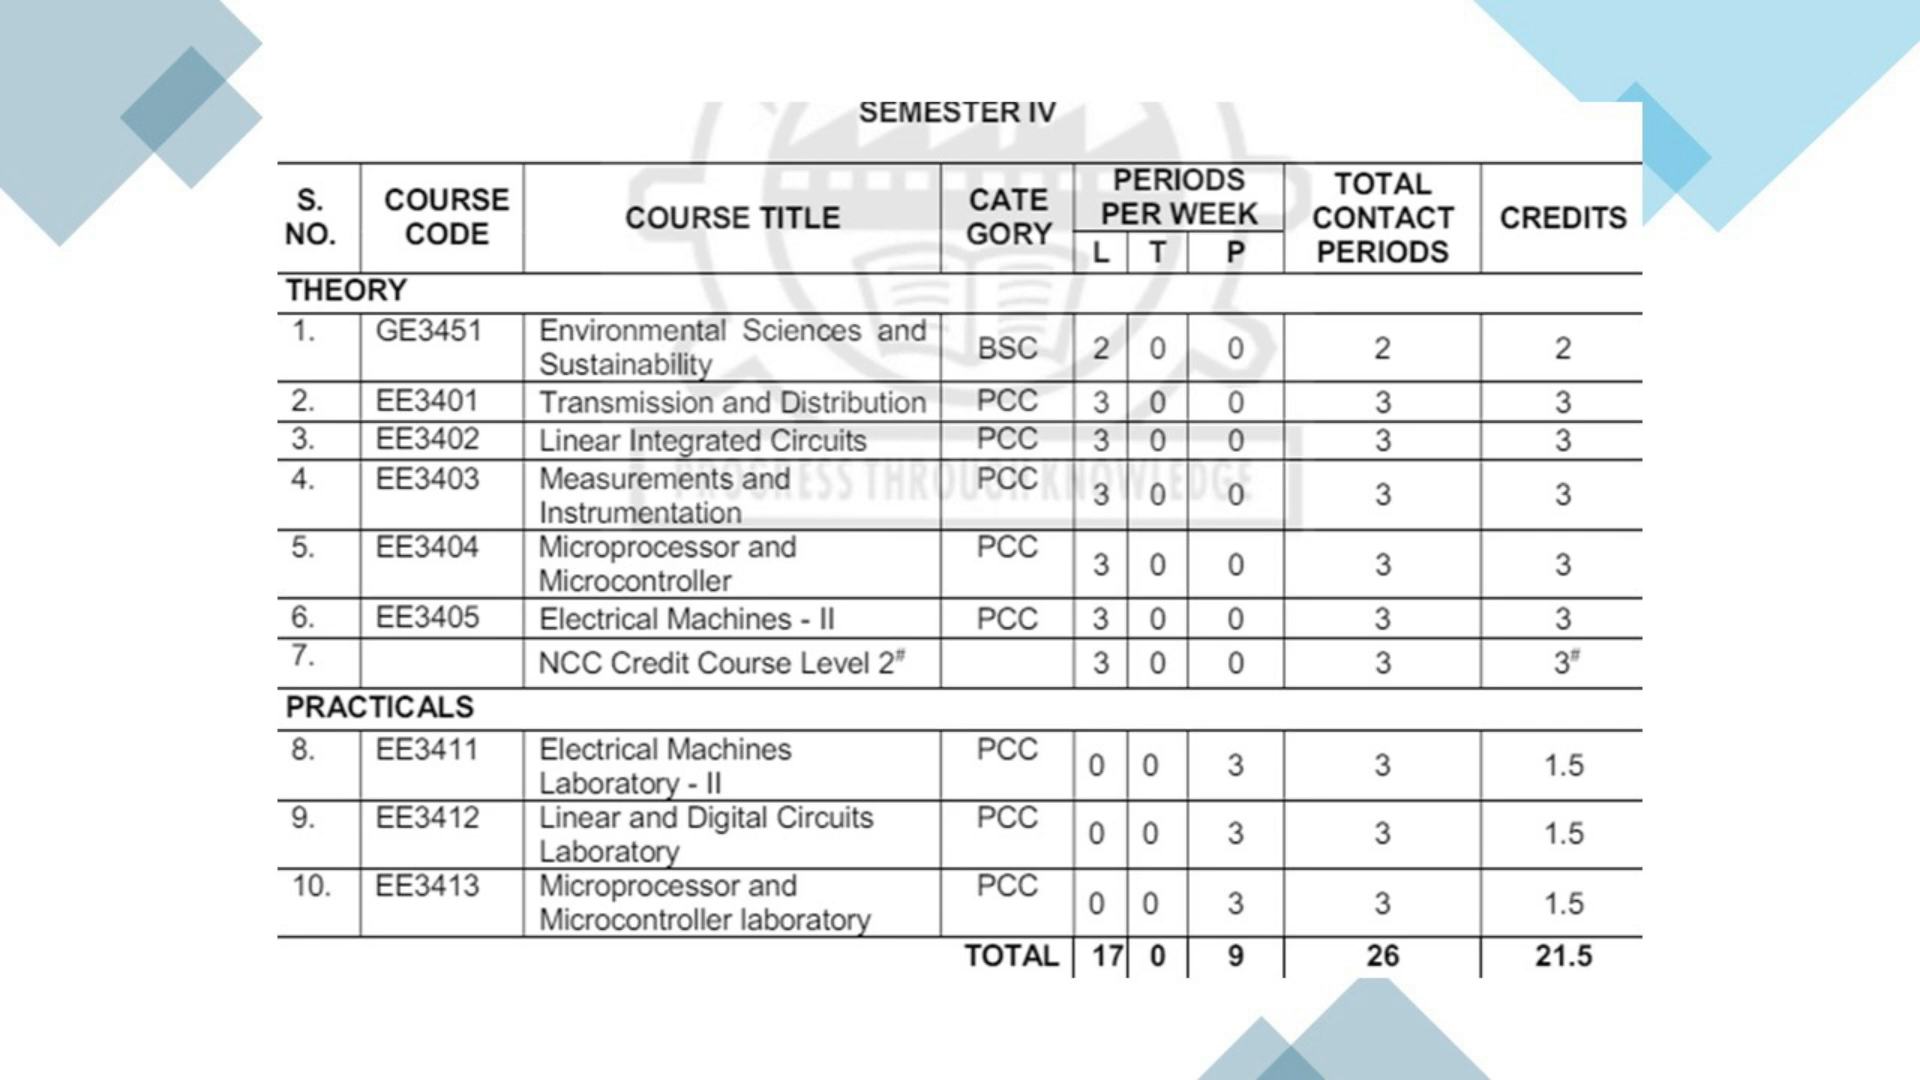 SEMESTER IV
S. NO. COURSE CODE COURSE TITLE CATE GORY PERIODS PER WEEK TOTAL CONTACT PERIODS CREDITS
L T P
THEORY
1. GE3451 Environmental Sciences and Sustainability BSC 2 0 0 2 2
2. EE3401 Transmission and Distribution PCC 3 0 0 3 3
3. EE3402 Linear Integrated Circuits PCC 3 0 0 3 3
4. EE3403 Measurements and Instrumentation PCC 3 0 0 3 3
5. EE3404 Microprocessor and Microcontroller PCC 3 0 0 3 3
6. EE3405 Electrical Machines - II PCC 3 0 0 3 3
7. NCC Credit Course Level 2# 3 0 0 3 3#
PRACTICALS
8. EE3411 Electrical Machines Laboratory - II PCC 0 0 3 3 1.5
9. EE3412 Linear and Digital Circuits Laboratory PCC 0 0 3 3 1.5
10. EE3413 Microprocessor and Microcontroller laboratory PCC 0 0 3 3 1.5
TOTAL 17 0 9 26 21.5
PROGRESS THROUGH KNOWLEDGE